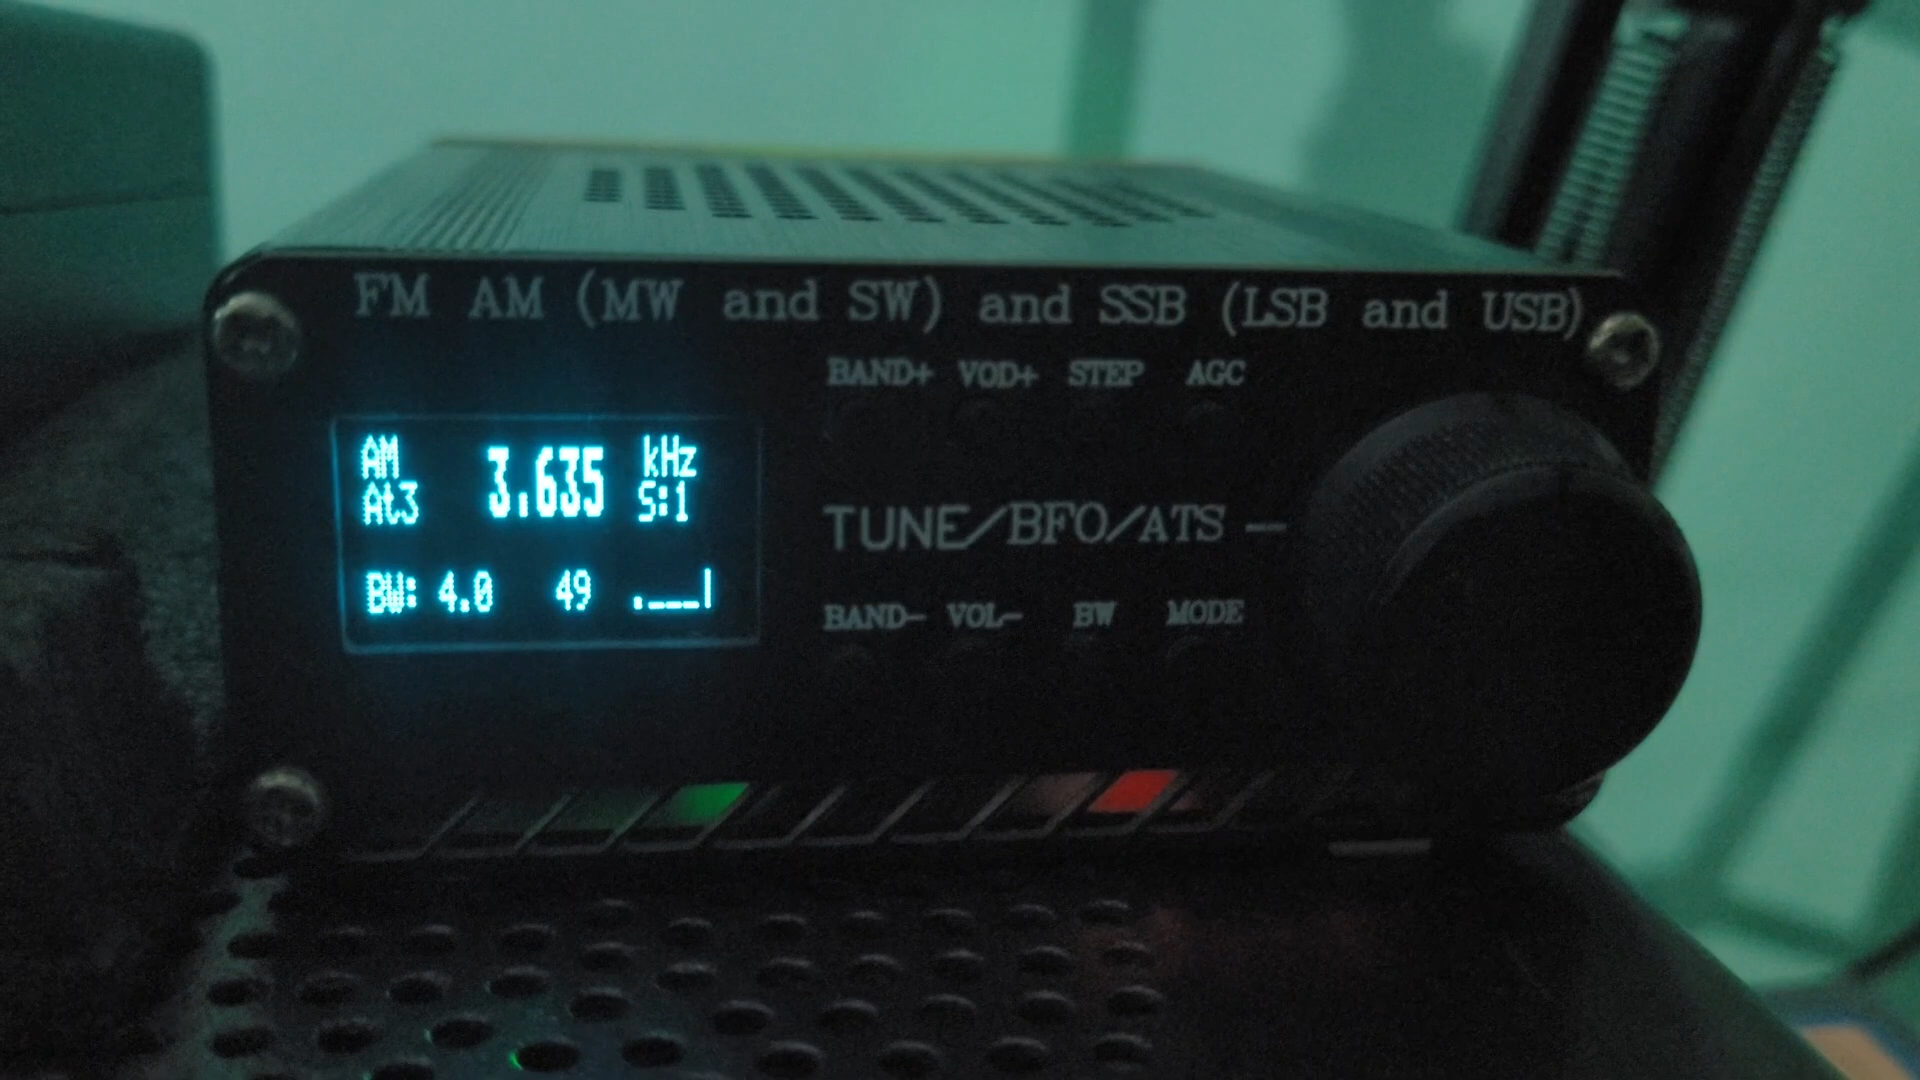 FM AM (MW and SW) and SSB (LSB and USB)
BAND+ VOD+ STEP AGC
AM 3.635 kHz
At3 S:1
TUNE/BFO/ATS —
BW: 4.0 49
BAND- VOL- BW MODE